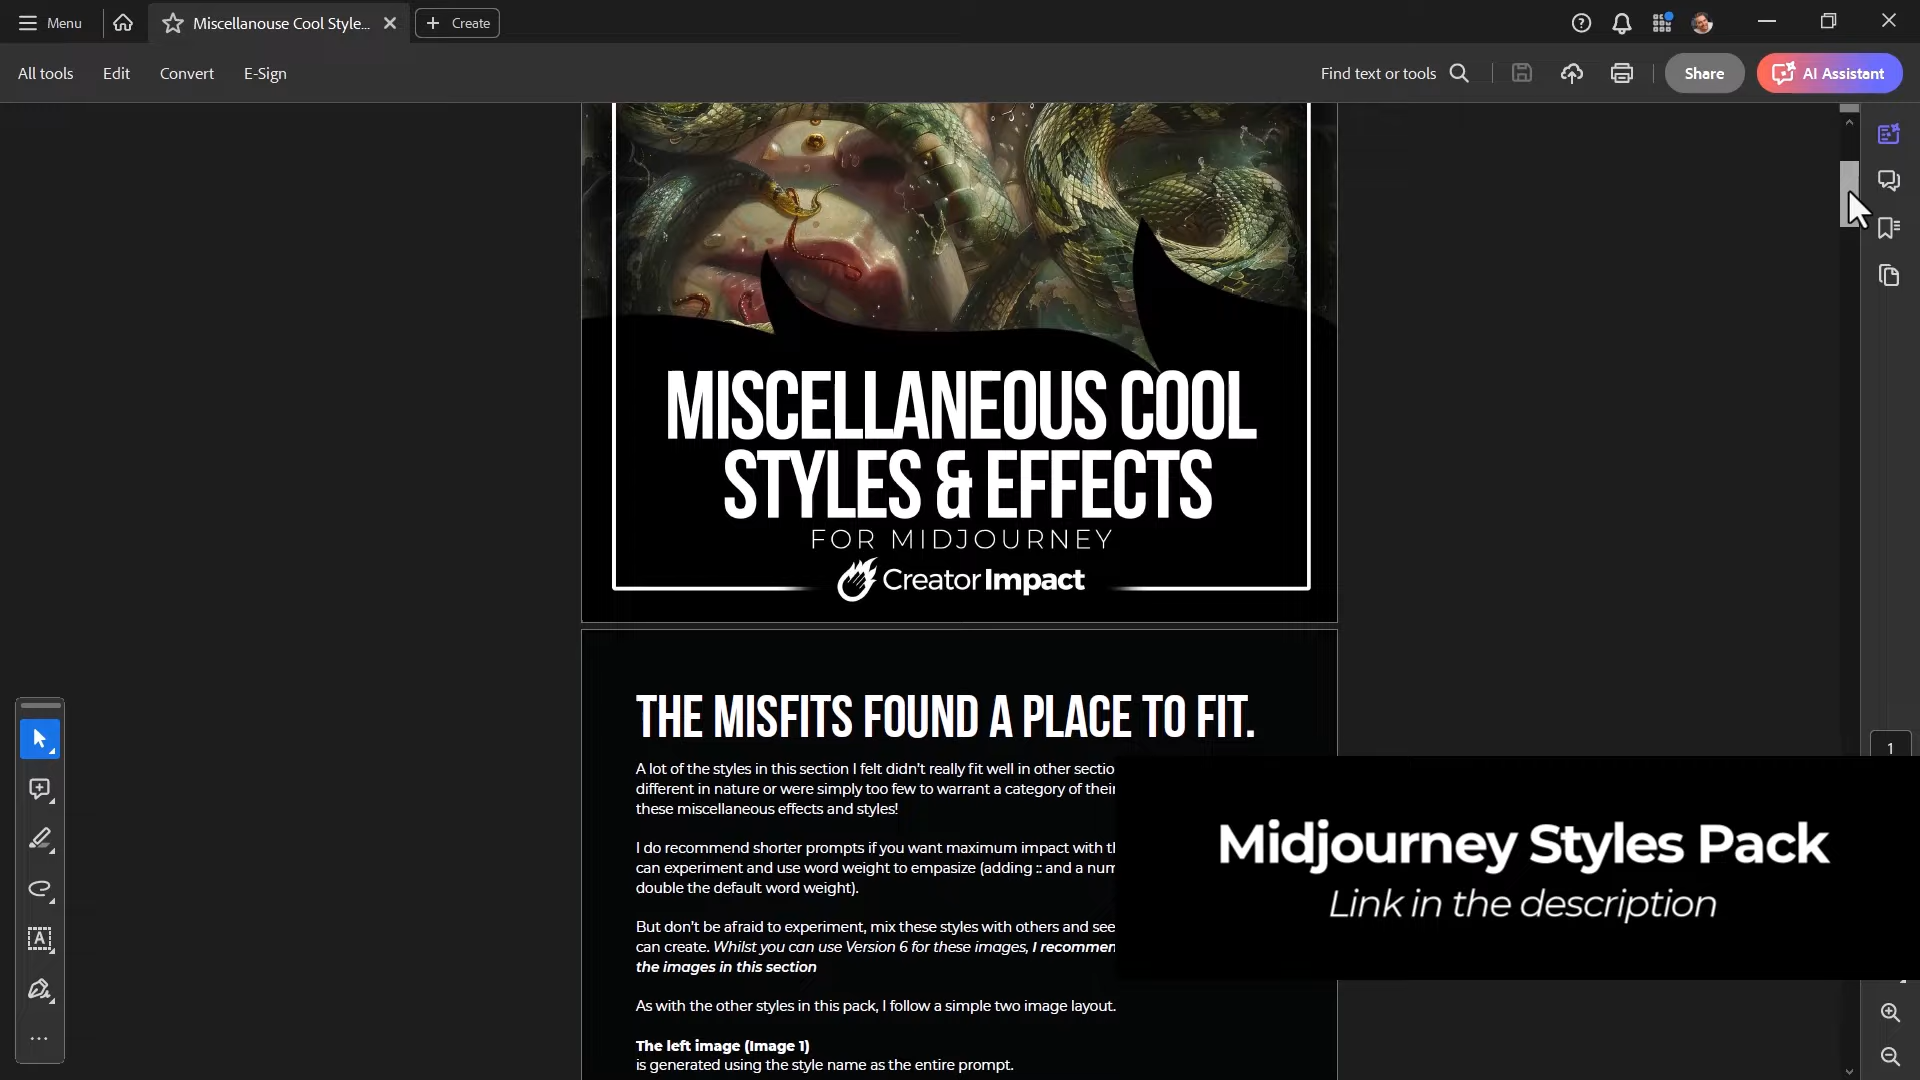 Menu
Miscellanouse Cool Style...
Create
All tools
Edit
Convert
E-Sign
Find text or tools
Share
AI Assistant
MISCELLANEOUS COOL
STYLES & EFFECTS
FOR MIDJOURNEY
CreatorImpact
THE MISFITS FOUND A PLACE TO FIT.
A lot of the styles in this section I felt didn't really fit well in other sectio
different in nature or were simply too few to warrant a category of their
these miscellaneous effects and styles!
I do recommend shorter prompts if you want maximum impact with th
can experiment and use word weight to empasize (adding :: and a num
double the default word weight).
But don't be afraid to experiment, mix these styles with others and see
can create. Whilst you can use Version 6 for these images, I recommen
the images in this section
As with the other styles in this pack, I follow a simple two image layout.
The left image (Image 1)
is generated using the style name as the entire prompt.
1
Midjourney Styles Pack
Link in the description